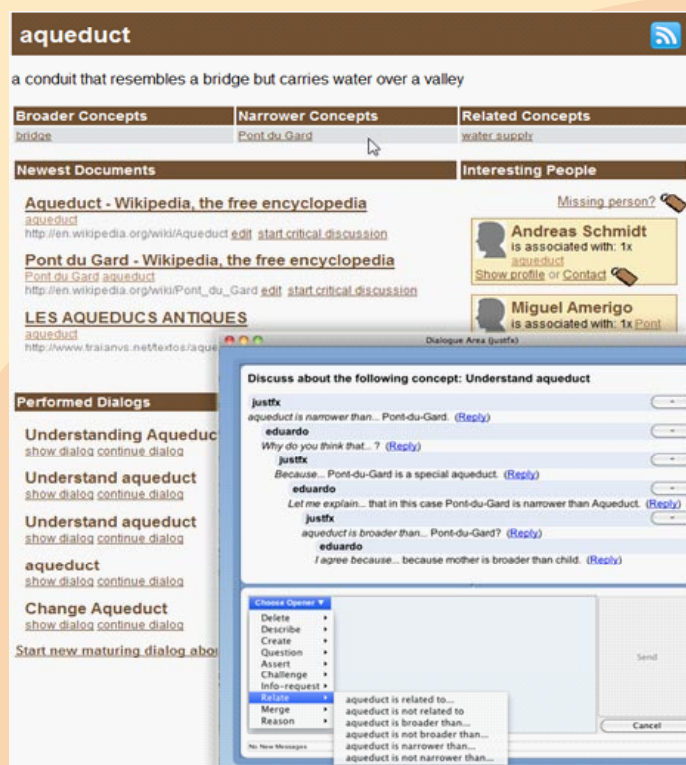 aqueduct
a conduit that resembles a bridge but carries water over a valley
Broader Concepts
Narrower Concepts
Related Concepts
bridge
Pont du Gard
water supply
Newest Documents
Aqueduct - Wikipedia, the free encyclopedia
aqueduct
http://en.wikipedia.org/wiki/Aqueduct edit start critical discussion
Pont du Gard - Wikipedia, the free encyclopedia
Pont du Gard aqueduct
http://en.wikipedia.org/wiki/Pont_du_Gard edit start critical discussion
LES AQUEDUCS ANTIQUES
aqueduct
http://www.traianvs.net/textos/aque
Interesting People
Missing person?
Andreas Schmidt
is associated with: 1x
aqueduct
Show profile or Contact
Miguel Amerigo
is associated with: 1x Pont
Performed Dialogs
Understanding Aqueduc
show dialog continue dialog
Understand aqueduct
show dialog continue dialog
Understand aqueduct
show dialog continue dialog
aqueduct
show dialog continue dialog
Change Aqueduct
show dialog continue dialog
Start new maturing dialog abou
Dialogue Area (justfx)
Discuss about the following concept: Understand aqueduct
justfx
aqueduct is narrower than... Pont-du-Gard. (Reply)
eduardo
Why do you think that... ? (Reply)
justfx
Because... Pont-du-Gard is a special aqueduct. (Reply)
eduardo
Let me explain... that in this case Pont-du-Gard is narrower than Aqueduct. (Reply)
justfx
aqueduct is broader than... Pont-du-Gard? (Reply)
eduardo
I agree because... because mother is broader than child. (Reply)
Choose Opener
Delete
Describe
Create
Question
Assert
Challenge
Info-request
Relate
Merge
Reason
aqueduct is related to...
aqueduct is not related to
aqueduct is broader than...
aqueduct is not broader than...
aqueduct is narrower than...
aqueduct is not narrower than...
Send
Cancel
No New Messages